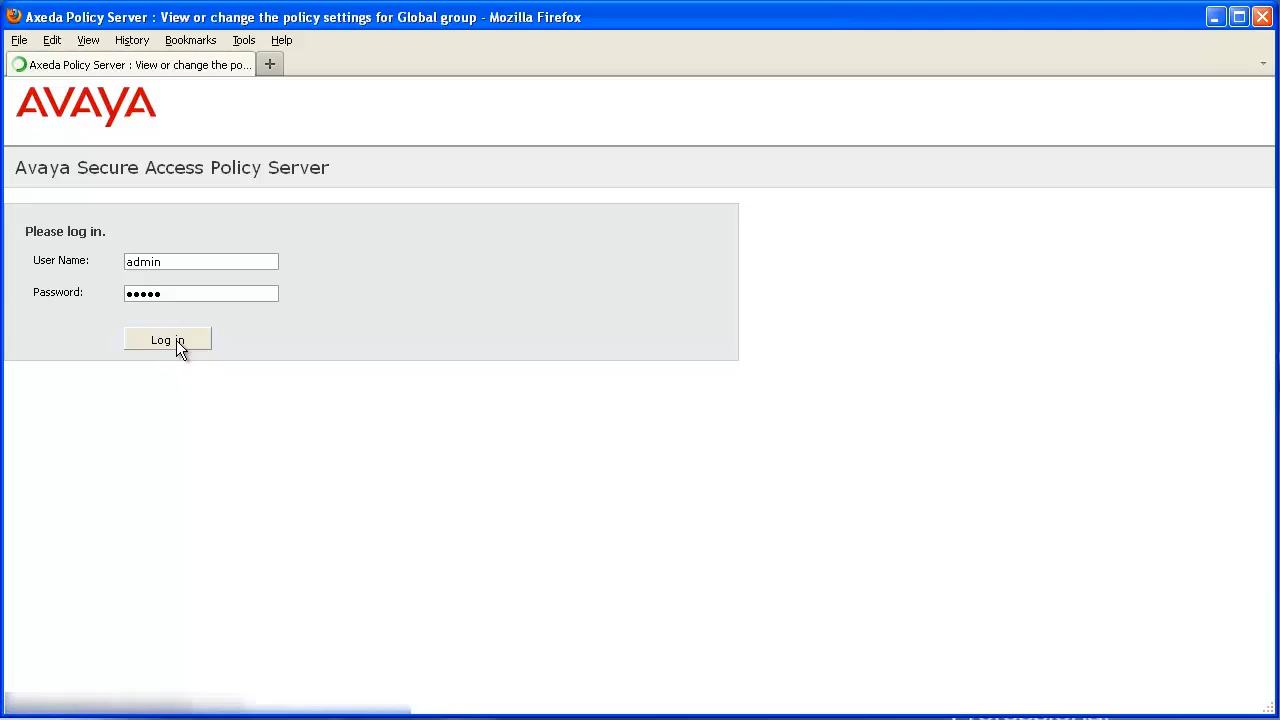 Axeda Policy Server : View or change the policy settings for Global group - Mozilla Firefox
File Edit View History Bookmarks Tools Help
Axeda Policy Server : View or change the po...
AVAYA
Avaya Secure Access Policy Server
Please log in.
User Name: admin
Password: •••••
Log in